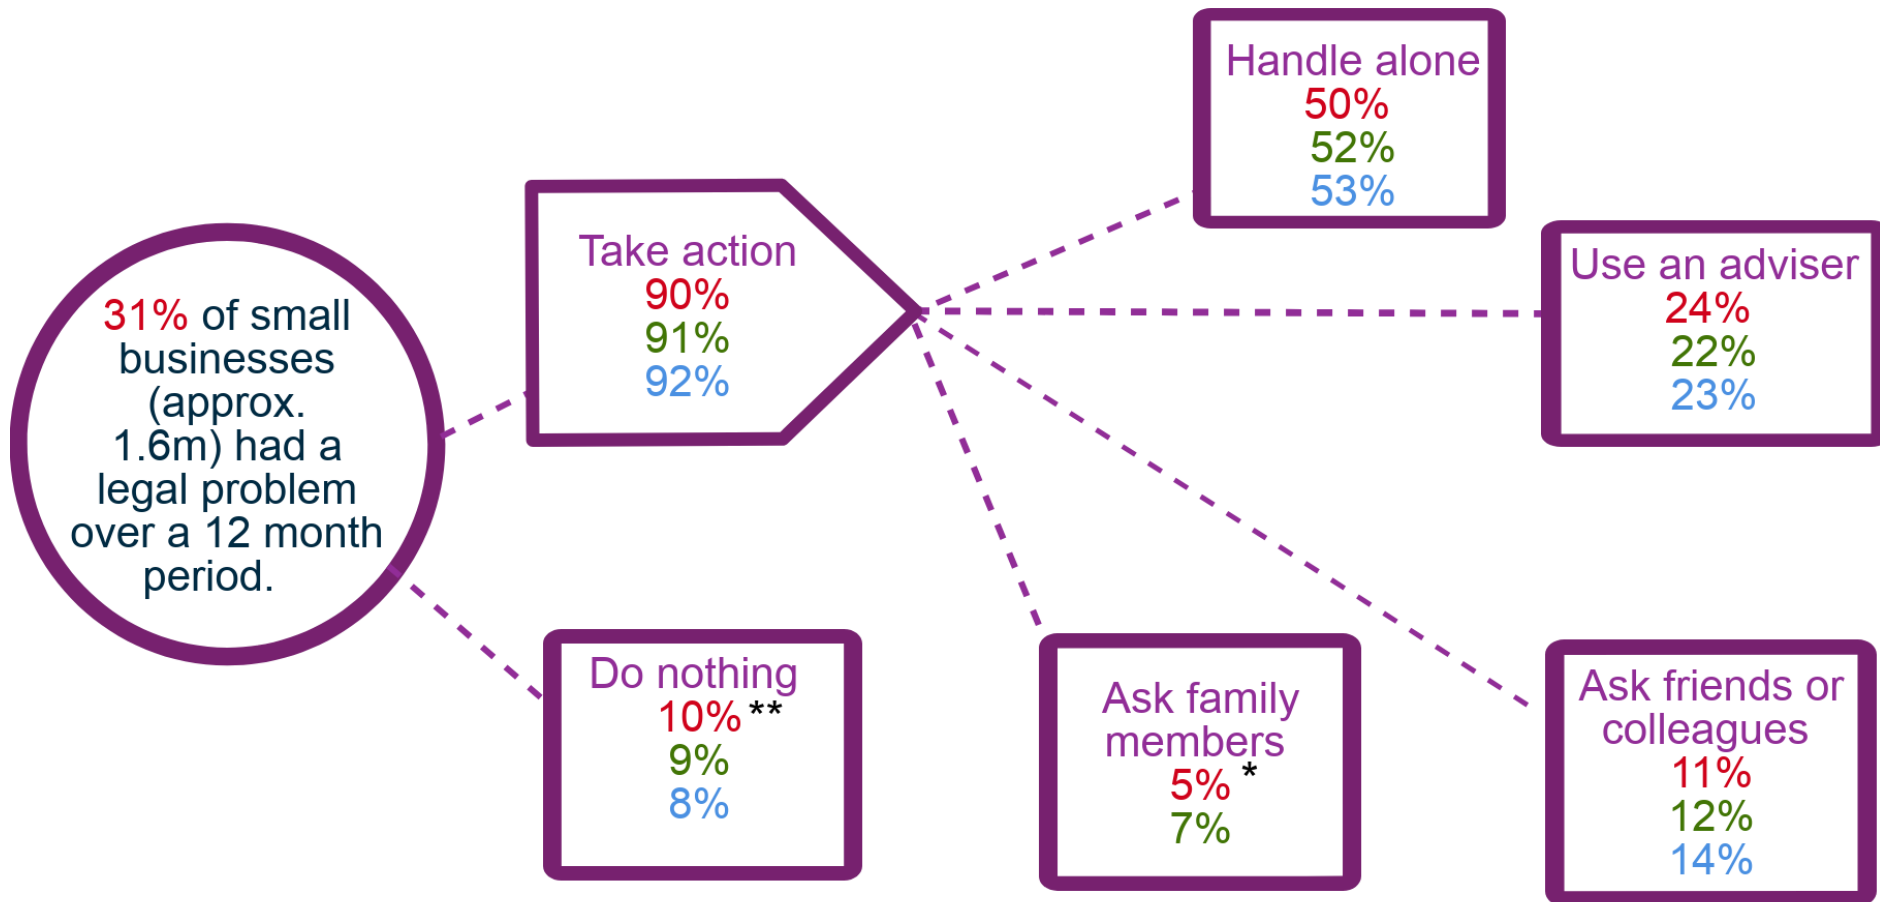 31% of small
businesses
(approx.
1.6m) had a
legal problem
over a 12 month
period.
Take action
90%
91%
92%
Do nothing
10% **
9%
8%
Handle alone
50%
52%
53%
Use an adviser
24%
22%
23%
Ask family
members
5% *
7%
Ask friends or
colleagues
11%
12%
14%